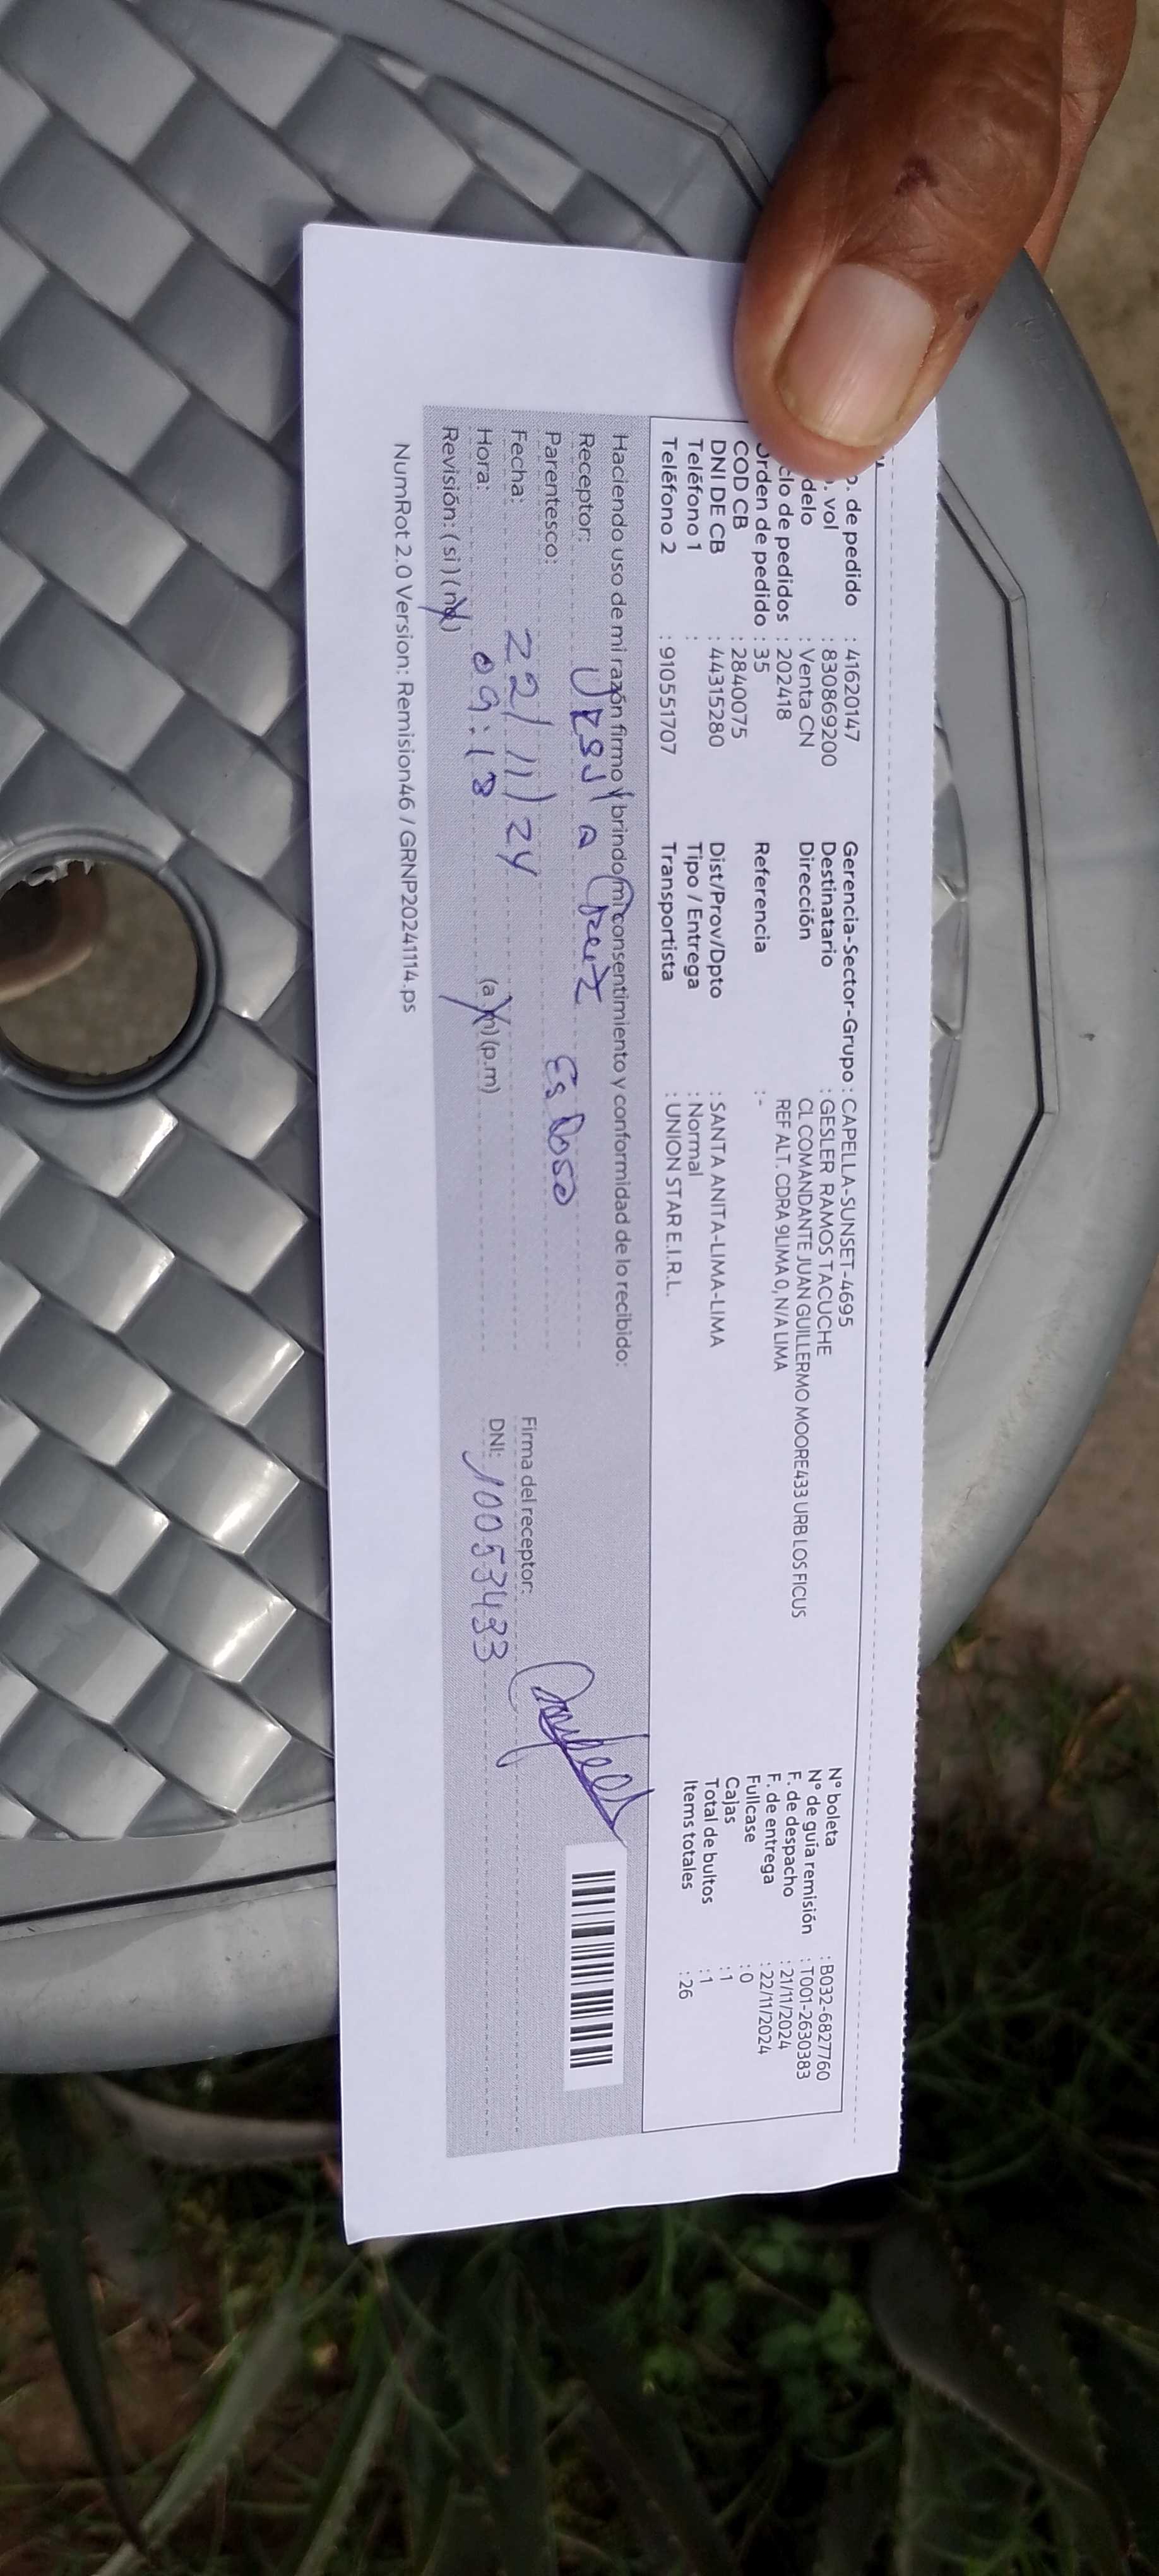 o. de pedido : 41620147 Gerencia-Sector-Grupo : CAPELLA-SUNSET-4695 N° boleta : B032-6827760
. vol : 830869200 Destinatario : GESLER RAMOS TACUCHE N° de guía remisión : T001-2630383
delo : Venta CN Dirección CL COMANDANTE JUAN GUILLERMO MOORE433 URB LOS FICUS F. de despacho : 21/11/2024
clo de pedidos : 202418 REF ALT. CDRA 9LIMA 0, N/A LIMA F. de entrega : 22/11/2024
Orden de pedido : 35 Referencia : - Fullcase : 0
COD CB : 2840075 Cajas : 1
DNI DE CB : 44315280 Dist/Prov/Dpto : SANTA ANITA-LIMA-LIMA Total de bultos : 1
Teléfono 1 : Tipo / Entrega : Normal Items totales : 26
Teléfono 2 : 910551707 Transportista : UNION STAR E.I.R.L.
Haciendo uso de mi razón firmo y brindo mi consentimiento y conformidad de lo recibido:
Receptor:
Parentesco: Esposo
Fecha: 22/11/24 Firma del receptor:
Hora: 09:18 (a.m) (p.m) DNI: 10053433
Revisión: (si) (no)
NumRot 2.0 Version: Remision46 / GRNP20241114.ps